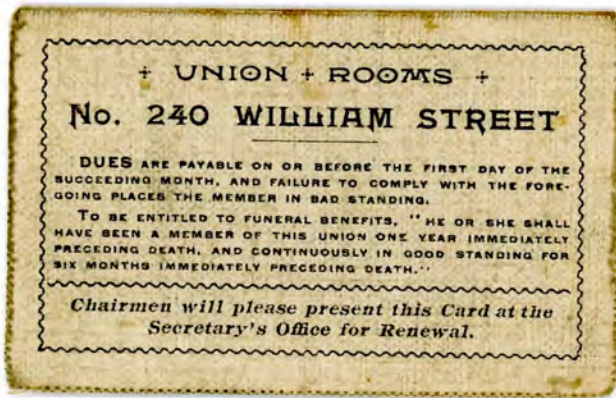 + UNION + ROOMS +
No. 240 WILLIAM STREET
DUES ARE PAYABLE ON OR BEFORE THE FIRST DAY OF THE
SUCCEEDING MONTH, AND FAILURE TO COMPLY WITH THE FORE-
GOING PLACES THE MEMBER IN BAD STANDING.
TO BE ENTITLED TO FUNERAL BENEFITS, "HE OR SHE SHALL
HAVE BEEN A MEMBER OF THIS UNION ONE YEAR IMMEDIATELY
PRECEDING DEATH, AND CONTINUOUSLY IN GOOD STANDING FOR
SIX MONTHS IMMEDIATELY PRECEDING DEATH."
Chairmen will please present this Card at the
Secretary's Office for Renewal.